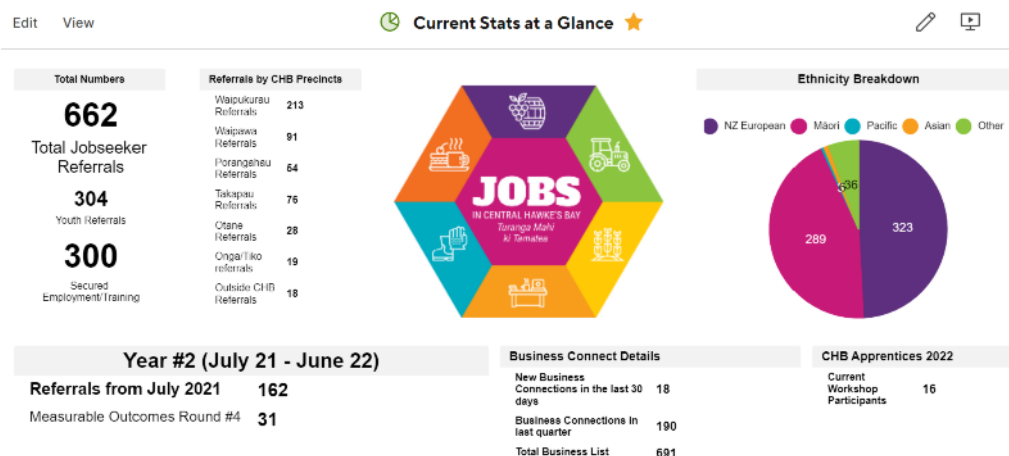 Edit View
Current Stats at a Glance
Total Numbers
662
Total Jobseeker
Referrals
304
Youth Referrals
300
Secured
Employment/Training
Referrals by CHB Precincts
Waipukurau
Referrals 213
Waipawa
Referrals 91
Porangahau
Referrals 64
Takapau
Referrals 76
Otane
Referrals 28
Onga/Tiko
referrals 19
Outside CHB
Referrals 18
JOBS
IN CENTRAL HAWKE'S BAY
Turanga Mahi
ki Tamatea
Ethnicity Breakdown
NZ European Māori Pacific Asian Other
36
289
323
Year #2 (July 21 - June 22)
Referrals from July 2021 162
Measurable Outcomes Round #4 31
Business Connect Details
New Business
Connections in the last 30 18
days
Business Connections in
last quarter 190
Total Business List 691
CHB Apprentices 2022
Current
Workshop 16
Participants